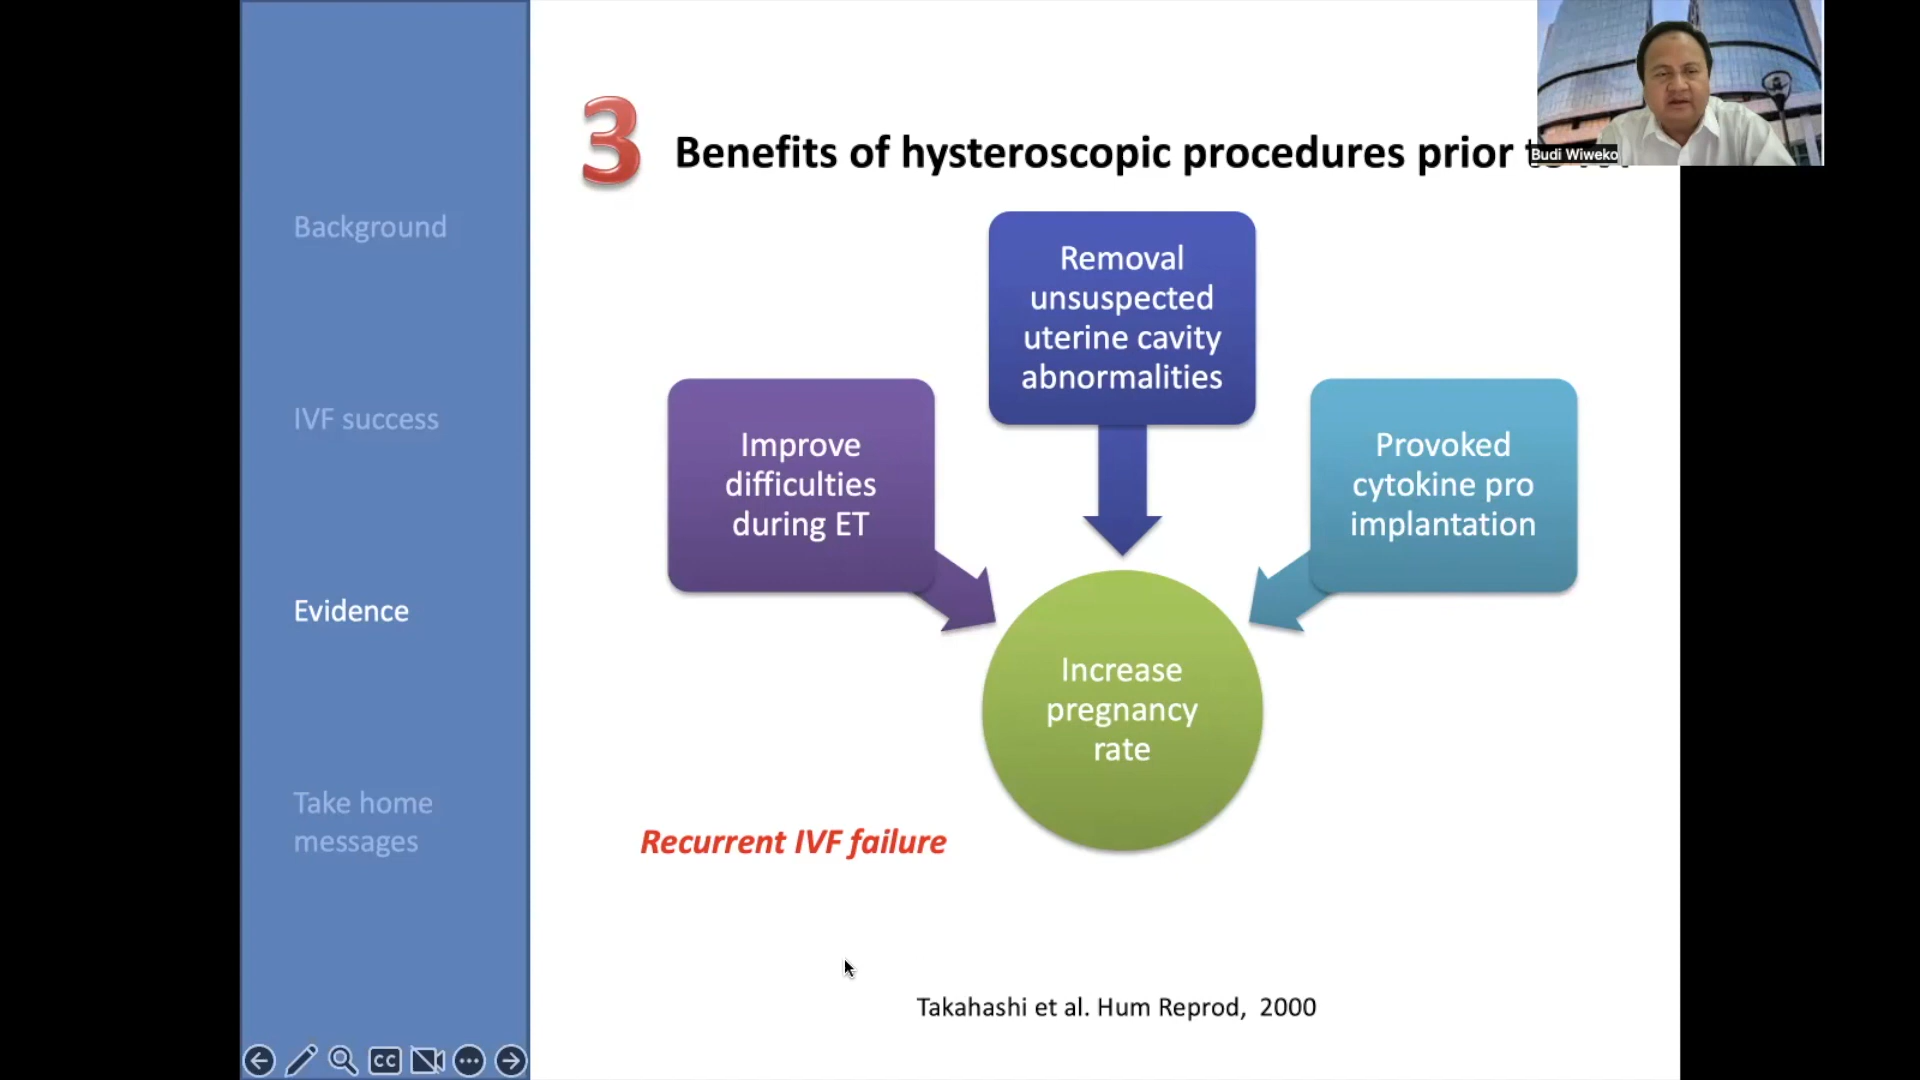 Budi Wiweko
3
Benefits of hysteroscopic procedures prior
Background
IVF success
Evidence
Take home
messages
Removal
unsuspected
uterine cavity
abnormalities
Improve
difficulties
during ET
Provoked
cytokine pro
implantation
Increase
pregnancy
rate
Recurrent IVF failure
Takahashi et al. Hum Reprod, 2000
CC